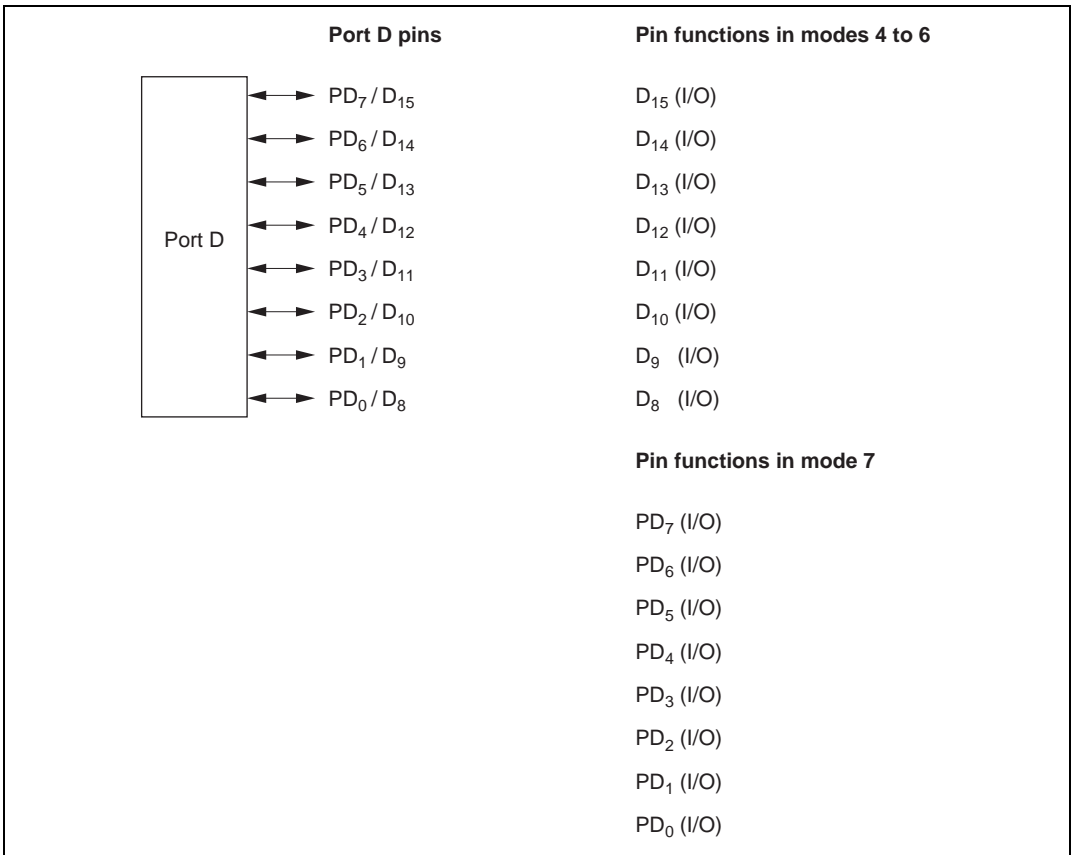 Port D pins Pin functions in modes 4 to 6
PD₇ / D₁₅ D₁₅ (I/O)
PD₆ / D₁₄ D₁₄ (I/O)
PD₅ / D₁₃ D₁₃ (I/O)
PD₄ / D₁₂ D₁₂ (I/O)
Port D
PD₃ / D₁₁ D₁₁ (I/O)
PD₂ / D₁₀ D₁₀ (I/O)
PD₁ / D₉ D₉ (I/O)
PD₀ / D₈ D₈ (I/O)
Pin functions in mode 7
PD₇ (I/O)
PD₆ (I/O)
PD₅ (I/O)
PD₄ (I/O)
PD₃ (I/O)
PD₂ (I/O)
PD₁ (I/O)
PD₀ (I/O)